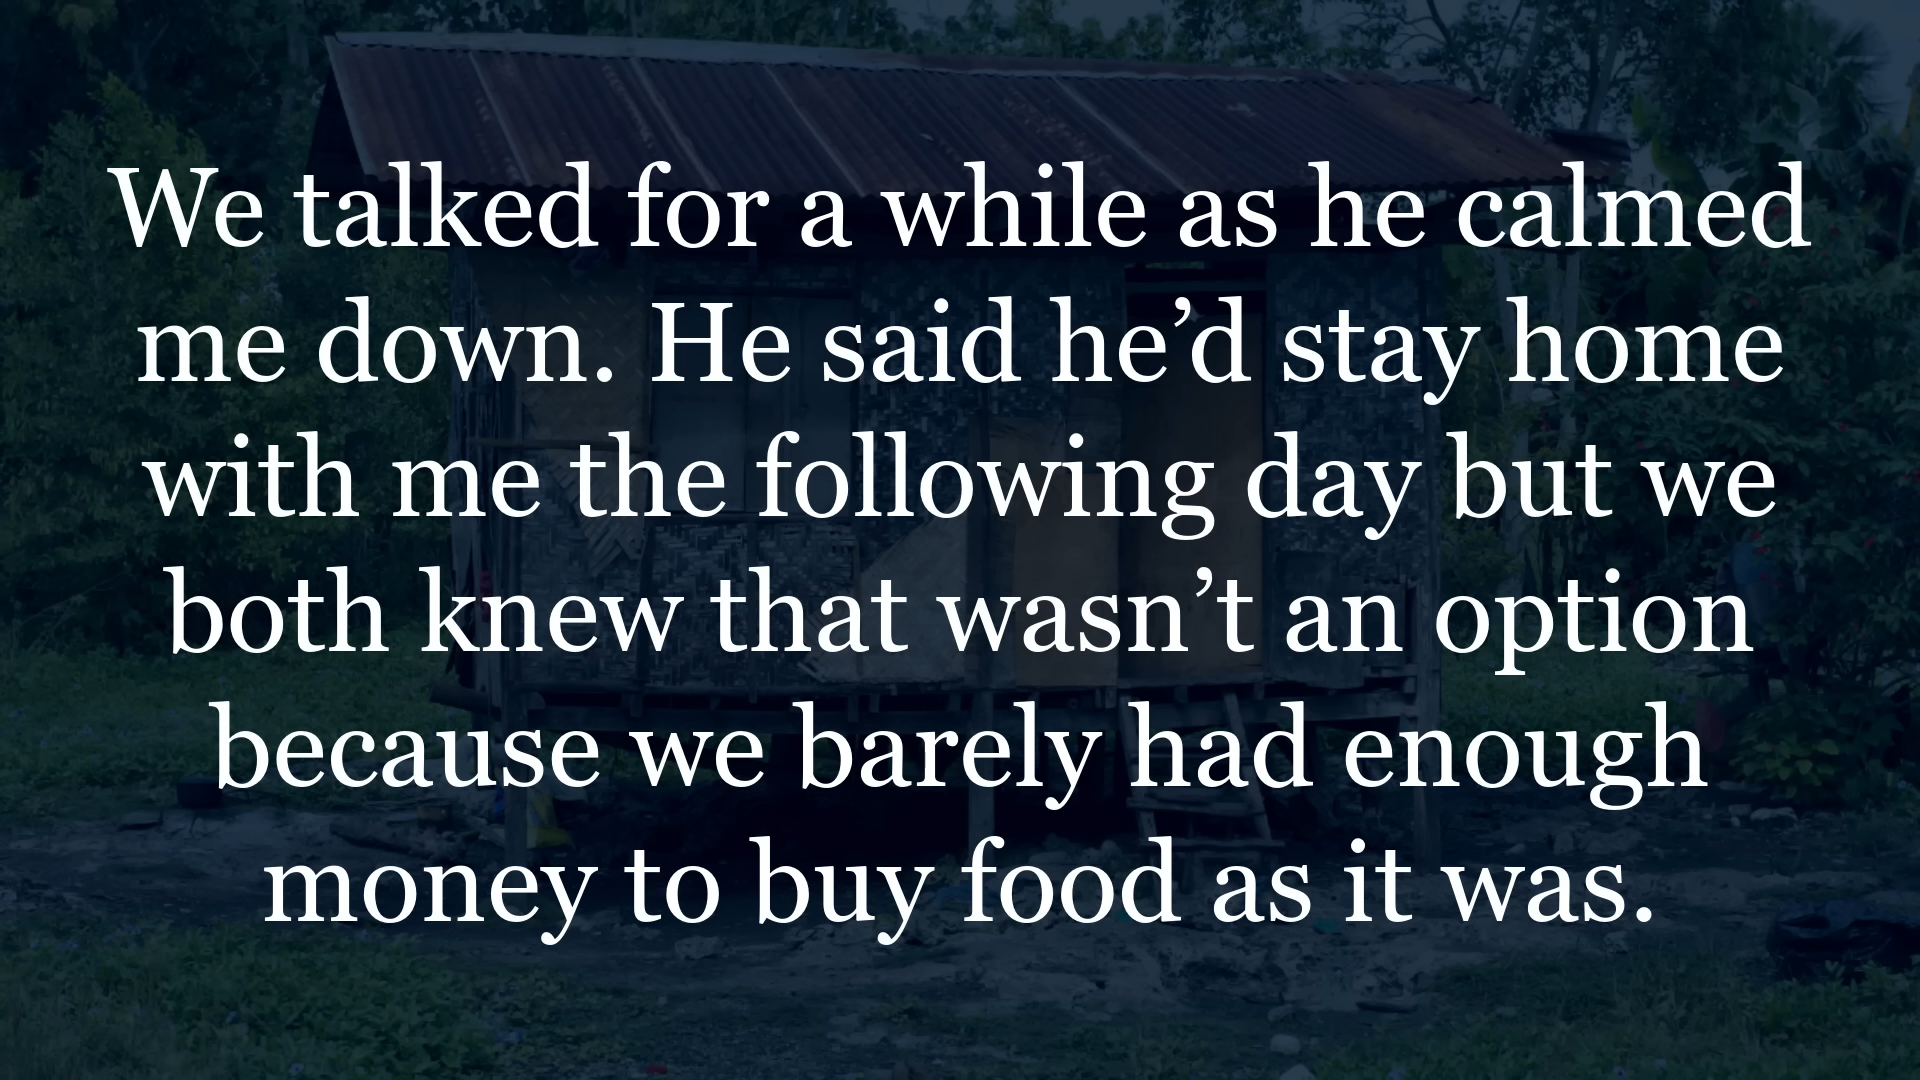 We talked for a while as he calmed
me down. He said he’d stay home
with me the following day but we
both knew that wasn’t an option
because we barely had enough
money to buy food as it was.